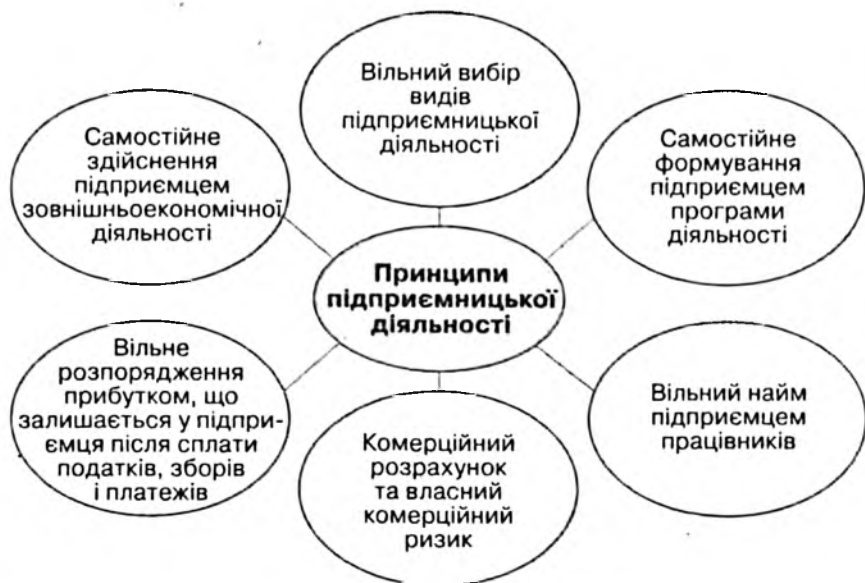 Вільний вибір
видів
підприємницької
діяльності
Самостійне
здійснення
підприємцем
зовнішньоекономічної
діяльності
Самостійне
формування
підприємцем
програми
діяльності
Принципи
підприємницької
діяльності
Вільне
розпорядження
прибутком, що
залишається у підпри-
ємця після сплати
податків, зборів
і платежів
Комерційний
розрахунок
та власний
комерційний
ризик
Вільний найм
підприємцем
працівників